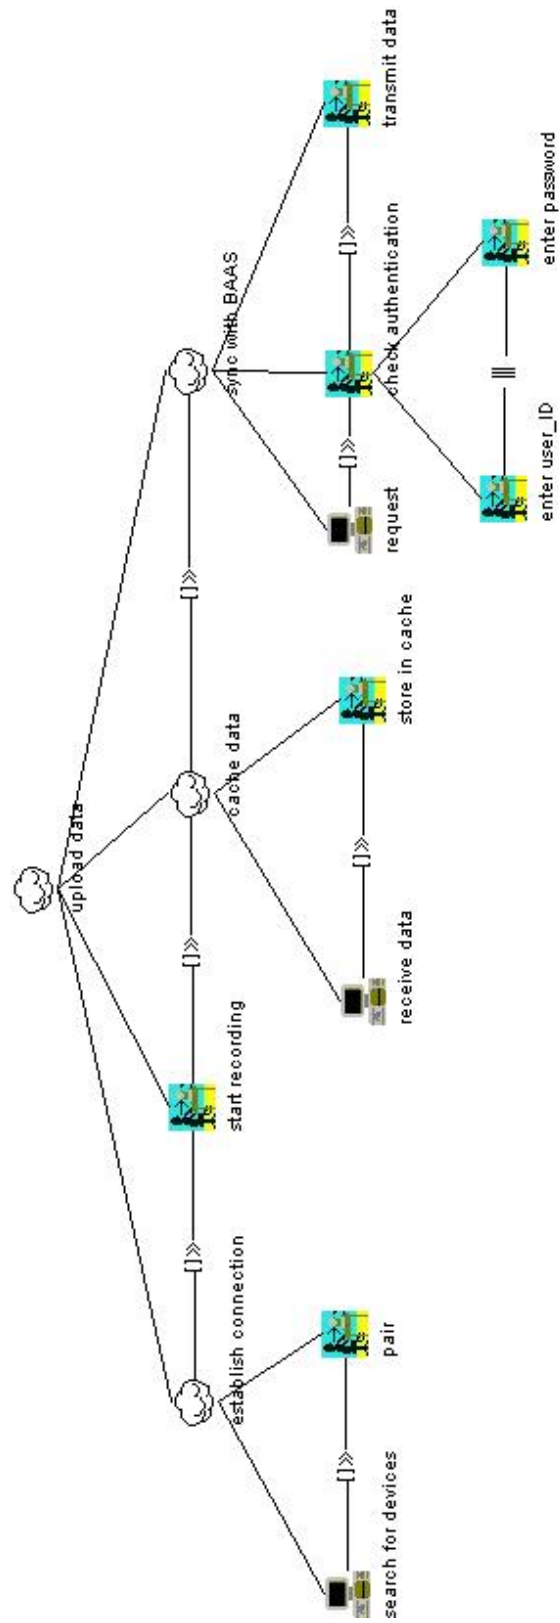 upload data
establish connection
[]>>
start recording
[]>>
cache data
[]>>
sync with BAAS
search for devices
[]>>
pair
receive data
[]>>
store in cache
request
[]>>
check authentication
[]>>
transmit data
enter user_ID
|||
enter password